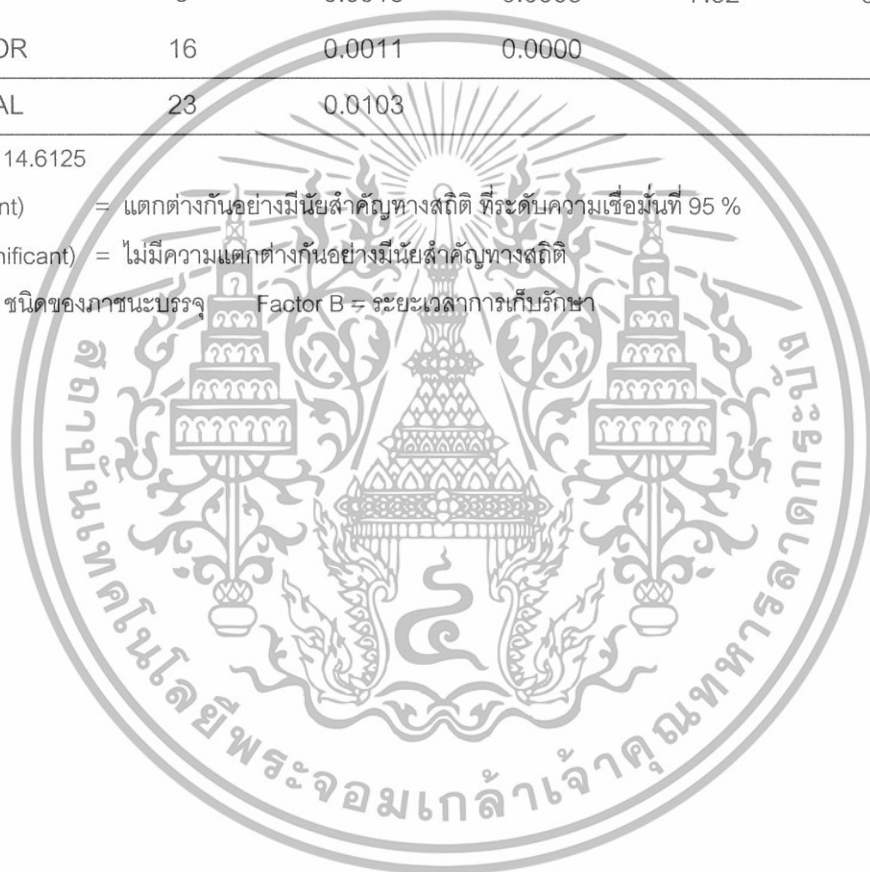 OR 16 0.0011 0.0000
AL 23 0.0103
14.6125
nt) = แตกต่างกันอย่างมีนัยสำคัญทางสถิติ ที่ระดับความเชื่อมั่นที่ 95 %
nificant) = ไม่มีความแตกต่างกันอย่างมีนัยสำคัญทางสถิติ
ชนิดของภาชนะบรรจุ Factor B = ระยะเวลาการเก็บรักษา
สถาบันเทคโนโลยีพระจอมเกล้าเจ้าคุณทหารลาดกระบัง